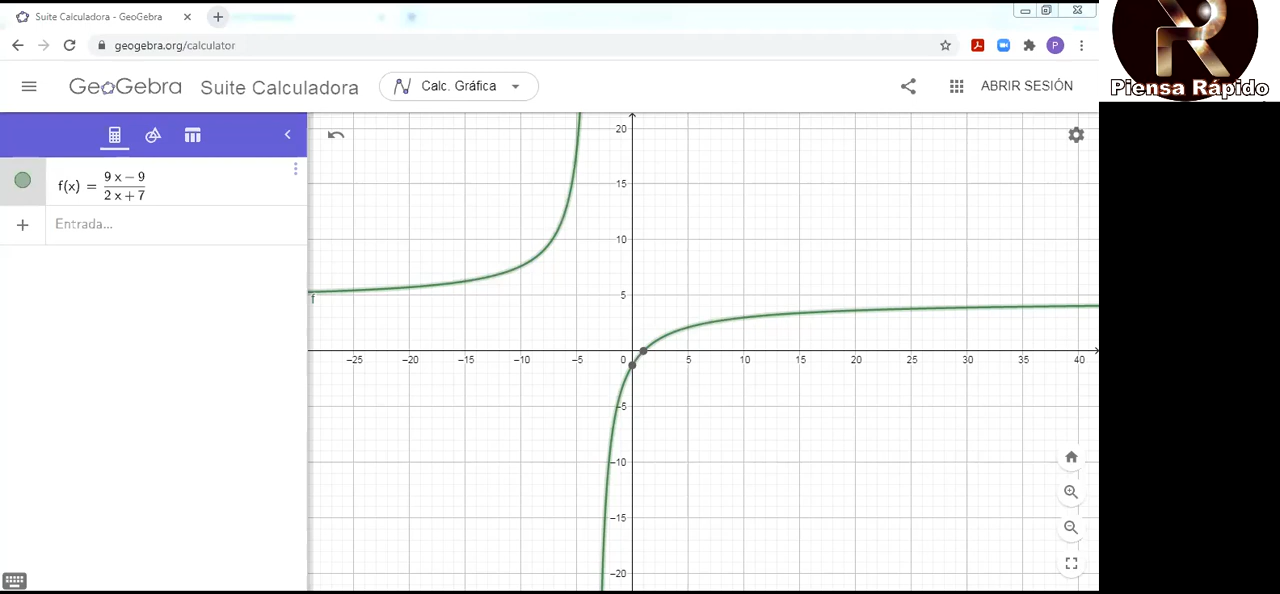 Suite Calculadora - GeoGebra
geogebra.org/calculator
P
GeoGebra Suite Calculadora Calc. Gráfica ABRIR SESIÓN
Piensa Rápido
f(x) = (9 x − 9)/(2 x + 7)
Entrada...
f
20
15
10
5
−25 −20 −15 −10 −5 0 5 10 15 20 25 30 35 40
−5
−10
−15
−20